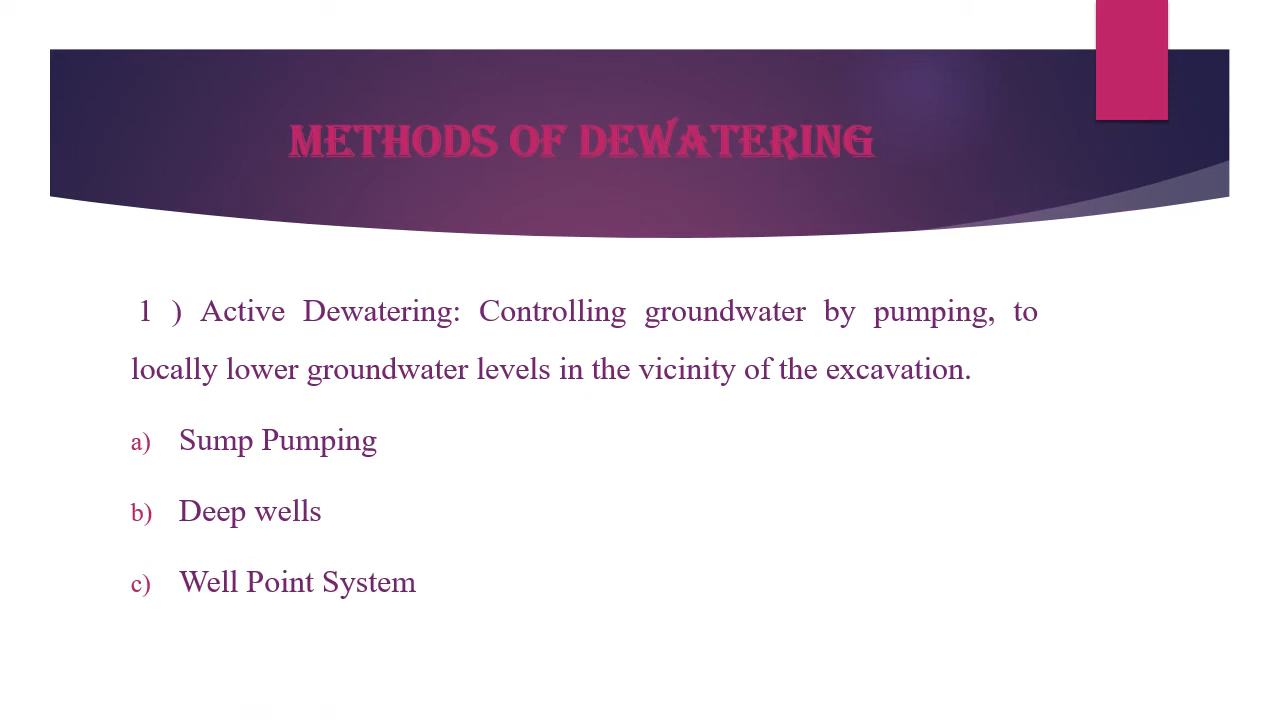 METHODS OF DEWATERING
1 ) Active Dewatering: Controlling groundwater by pumping, to
locally lower groundwater levels in the vicinity of the excavation.
a) Sump Pumping
b) Deep wells
c) Well Point System